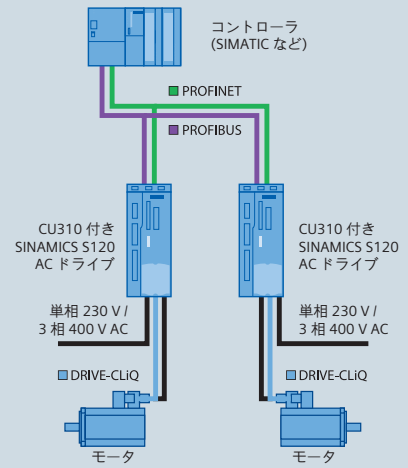 コントローラ
(SIMATIC など)
PROFINET
PROFIBUS
CU310 付き
SINAMICS S120
AC ドライブ
CU310 付き
SINAMICS S120
AC ドライブ
単相 230 V /
3 相 400 V AC
単相 230 V /
3 相 400 V AC
DRIVE-CLiQ
DRIVE-CLiQ
モータ
モータ